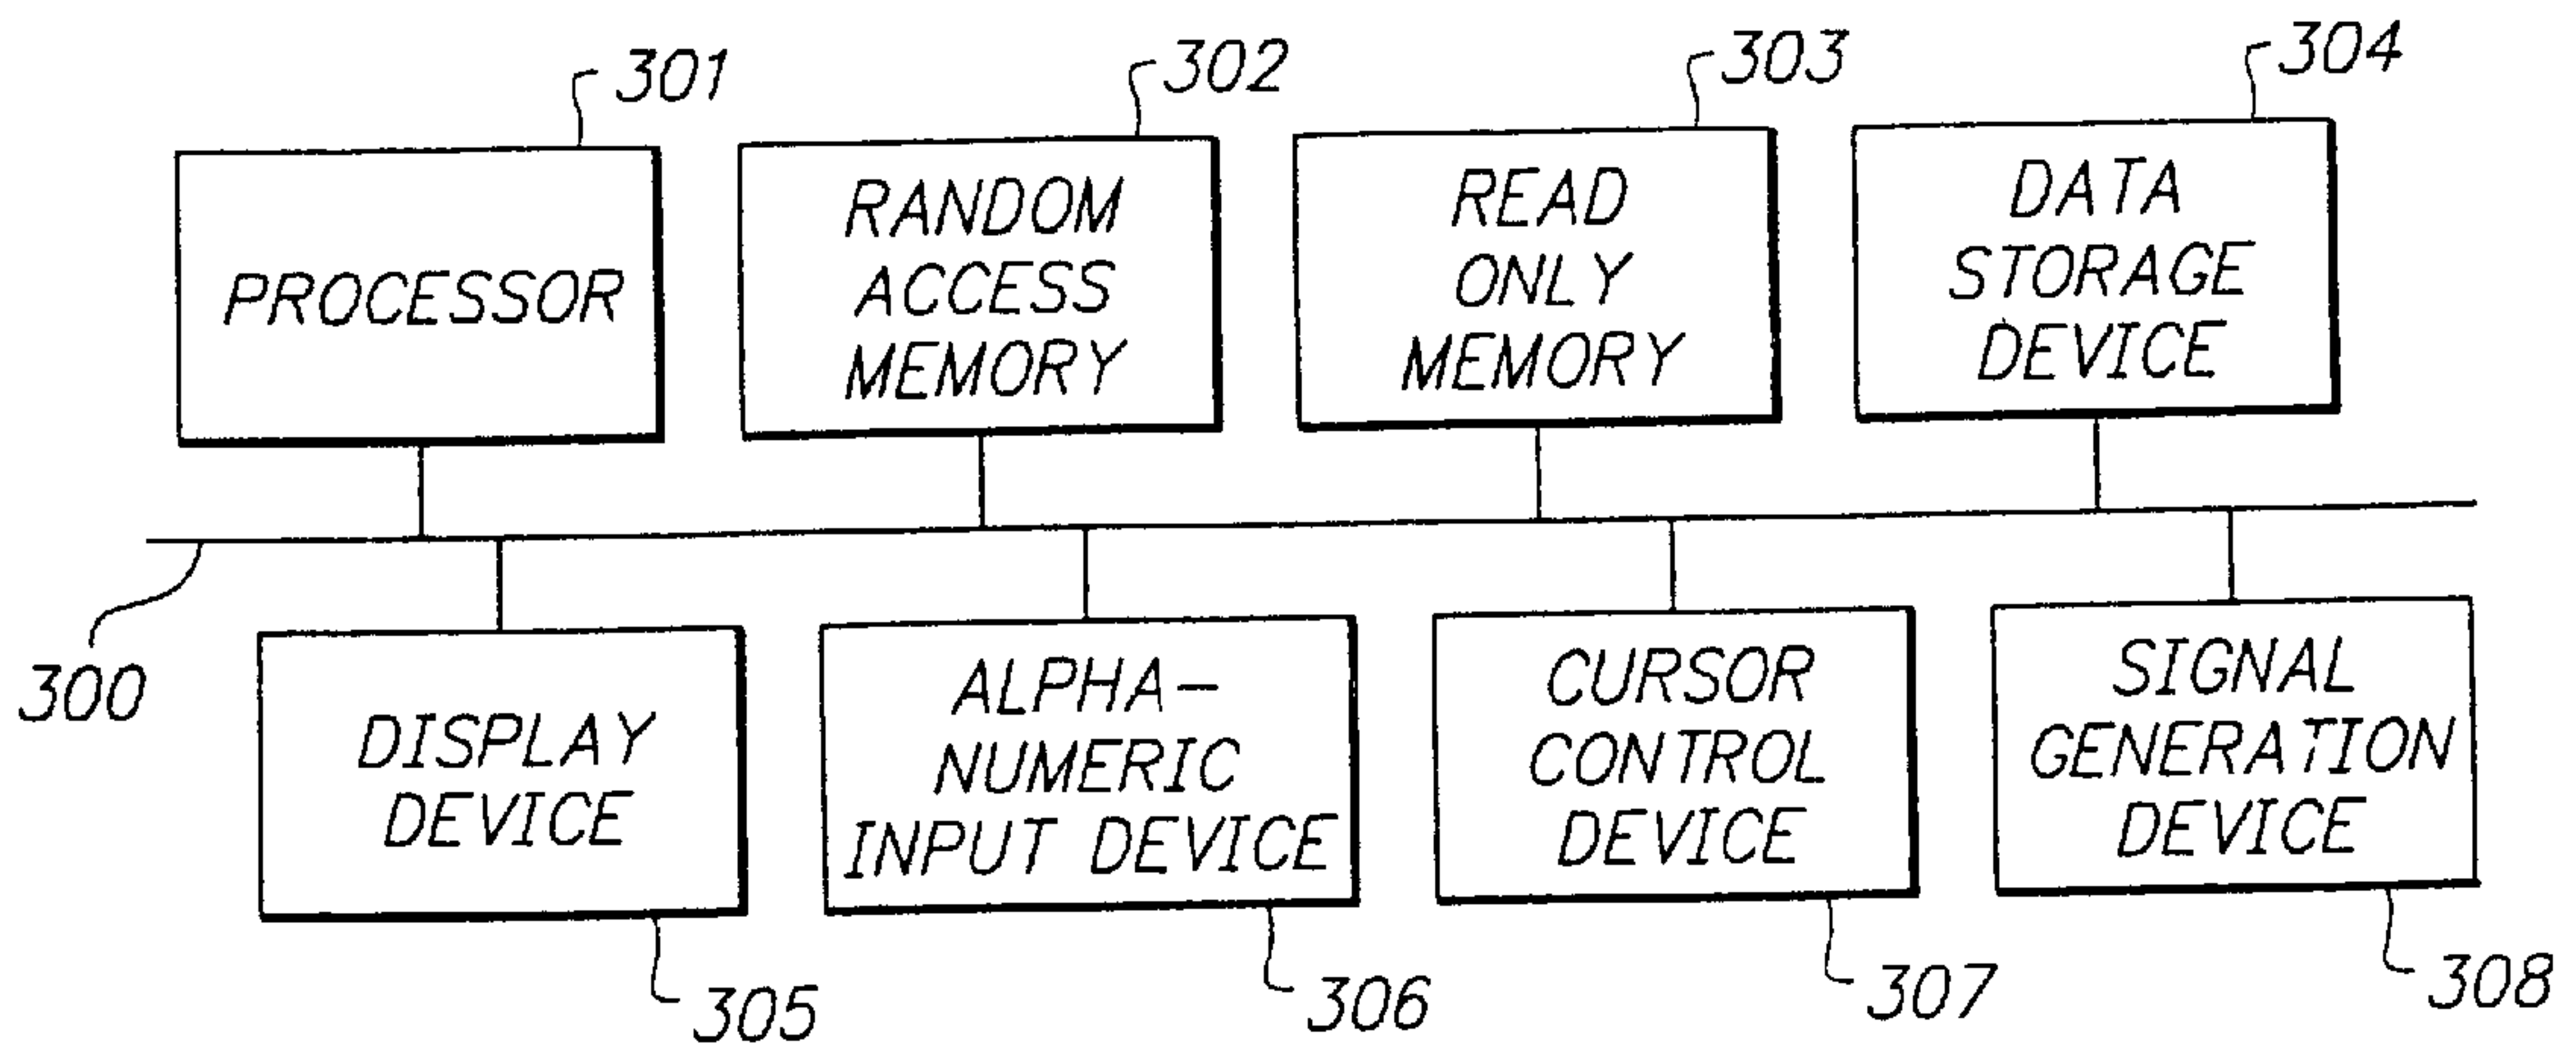 301
302
303
304
PROCESSOR
RANDOM
ACCESS
MEMORY
READ
ONLY
MEMORY
DATA
STORAGE
DEVICE
300
DISPLAY
DEVICE
ALPHA-
NUMERIC
INPUT DEVICE
CURSOR
CONTROL
DEVICE
SIGNAL
GENERATION
DEVICE
305
306
307
308